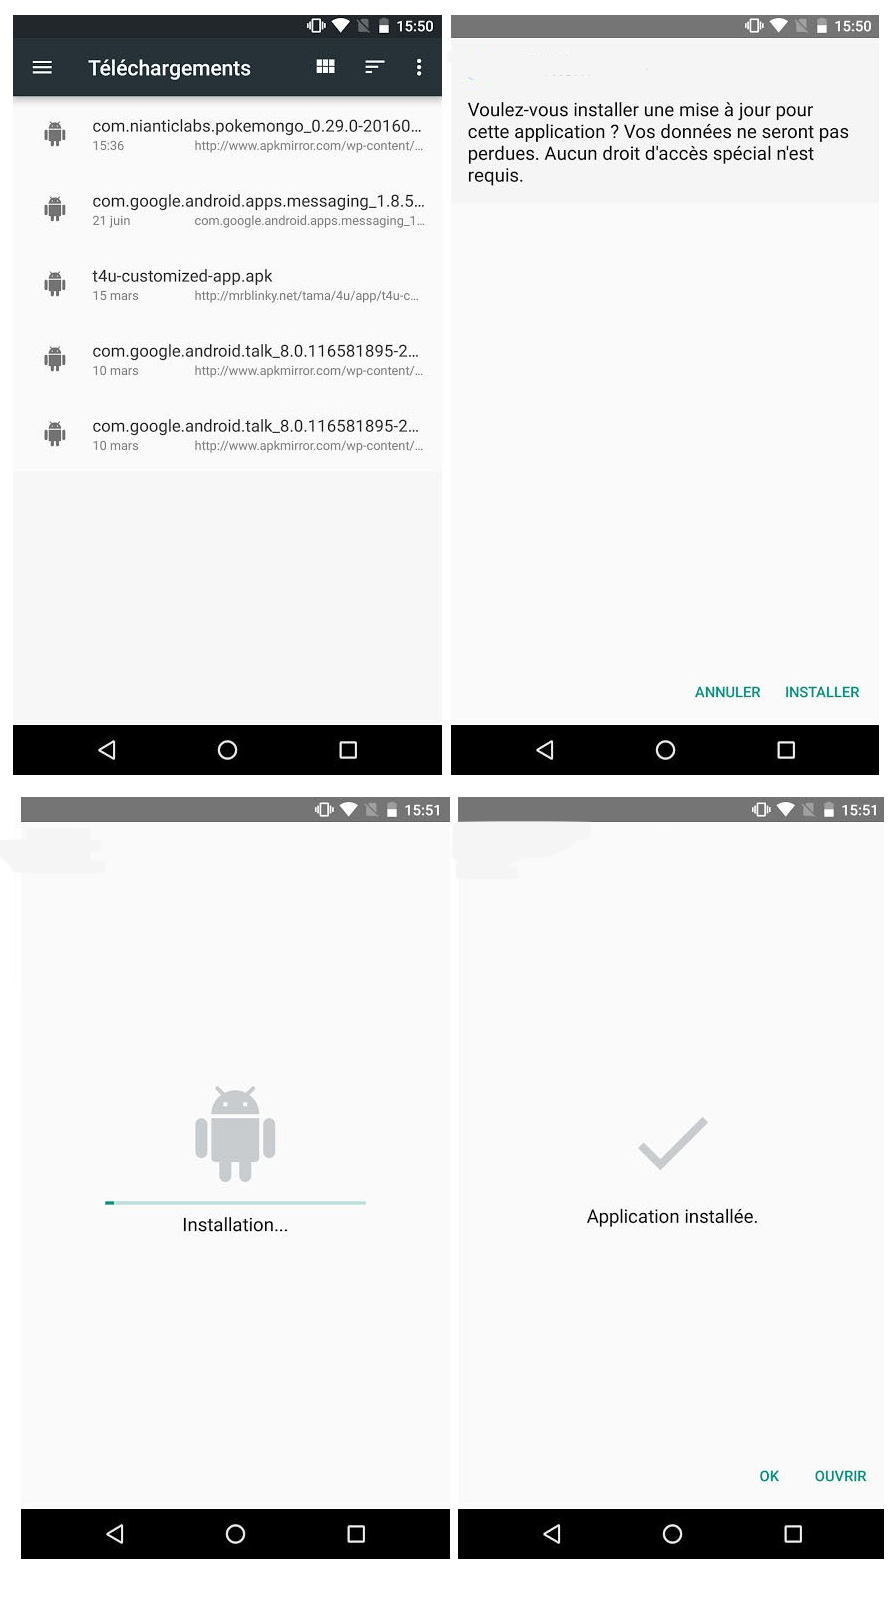 15:50
Téléchargements
com.nianticlabs.pokemongo_0.29.0-20160...
15:36 http://www.apkmirror.com/wp-content/...
com.google.android.apps.messaging_1.8.5...
21 juin com.google.android.apps.messaging_1...
t4u-customized-app.apk
15 mars http://mrblinky.net/tama/4u/app/t4u-c...
com.google.android.talk_8.0.116581895-2...
10 mars http://www.apkmirror.com/wp-content/...
com.google.android.talk_8.0.116581895-2...
10 mars http://www.apkmirror.com/wp-content/...
15:50
Voulez-vous installer une mise à jour pour
cette application ? Vos données ne seront pas
perdues. Aucun droit d'accès spécial n'est
requis.
ANNULER INSTALLER
15:51
Installation...
15:51
Application installée.
OK OUVRIR